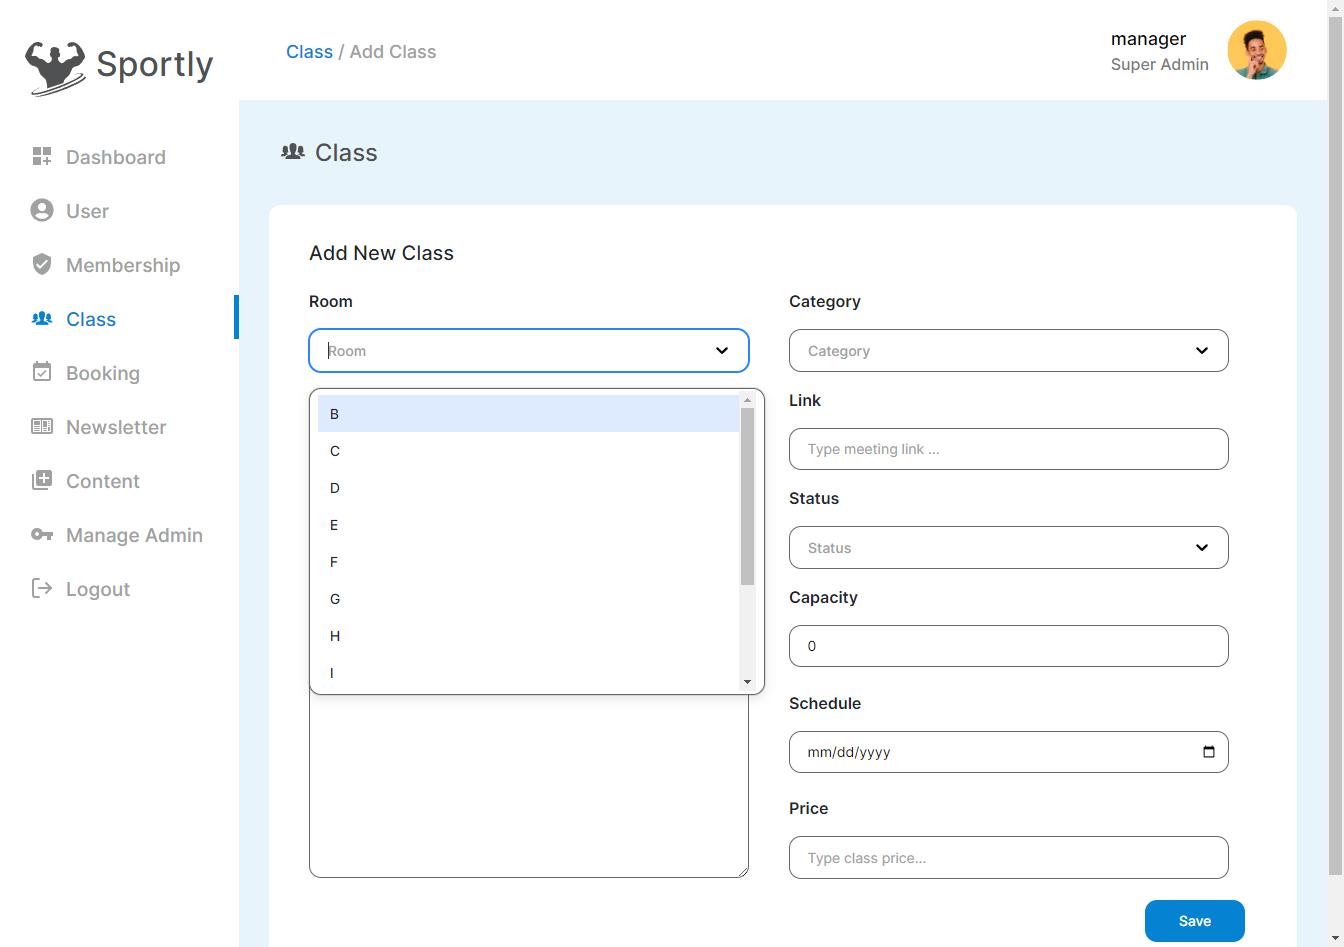 Sportly
Class / Add Class
manager
Super Admin
Dashboard
User
Membership
Class
Booking
Newsletter
Content
Manage Admin
Logout
Class
Add New Class
Room
Room
B
C
D
E
F
G
H
I
Category
Category
Link
Type meeting link ...
Status
Status
Capacity
0
Schedule
mm/dd/yyyy
Price
Type class price...
Save